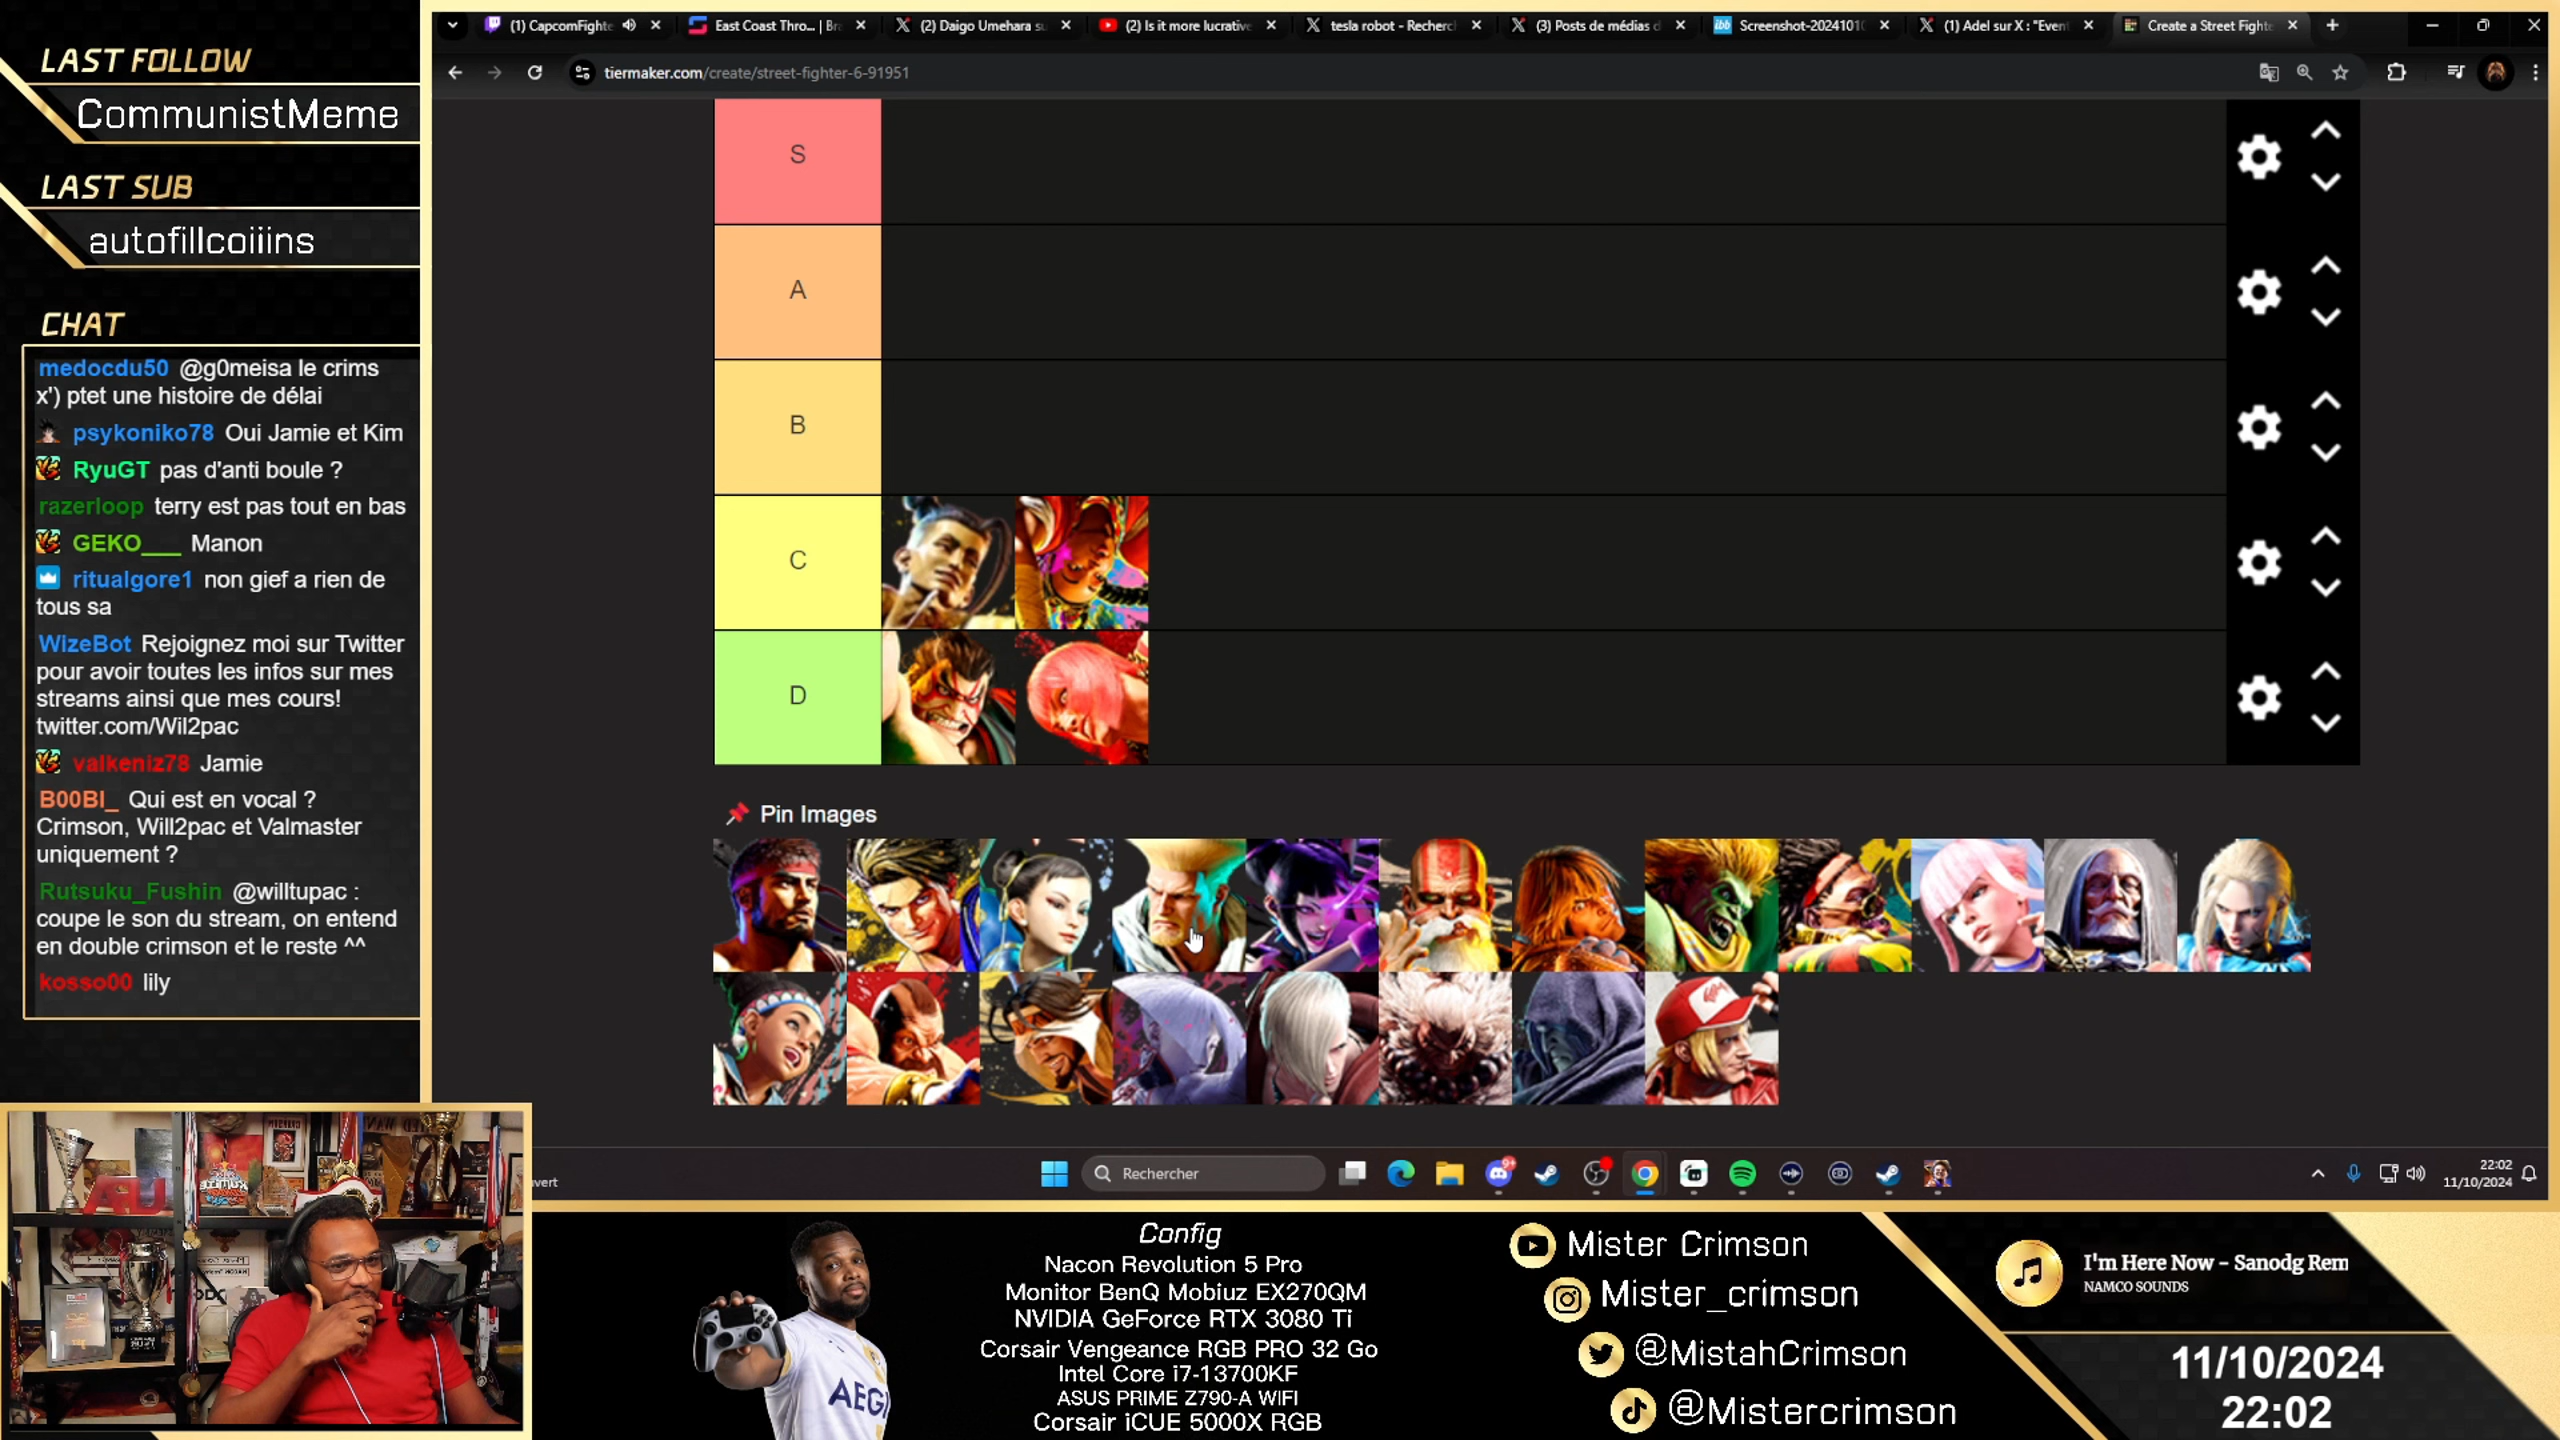 LAST FOLLOW
CommunistMeme
LAST SUB
autofillcoiiins
CHAT
medocdu50 @g0meisa le crims
x') ptet une histoire de délai
psykoniko78 Oui Jamie et Kim
RyuGT pas d'anti boule ?
razerloop terry est pas tout en bas
GEKO___ Manon
ritualgore1 non gief a rien de
tous sa
WizeBot Rejoignez moi sur Twitter
pour avoir toutes les infos sur mes
streams ainsi que mes cours!
twitter.com/Wil2pac
valkeniz78 Jamie
B00BI_ Qui est en vocal ?
Crimson, Will2pac et Valmaster
uniquement ?
Rutsuku_Fushin @willtupac :
coupe le son du stream, on entend
en double crimson et le reste ^^
kosso00 lily
(1) CapcomFighte
East Coast Thro... | Br
(2) Daigo Umehara su
(2) Is it more lucrative
tesla robot - Recherc
(3) Posts de médias d
ibb
Screenshot-20241010
(1) Adel sur X : "Even
Create a Street Fighte
tiermaker.com/create/street-fighter-6-91951
S
A
B
C
D
Pin Images
vert
Rechercher
22:02
11/10/2024
Config
Nacon Revolution 5 Pro
Monitor BenQ Mobiuz EX270QM
NVIDIA GeForce RTX 3080 Ti
Corsair Vengeance RGB PRO 32 Go
Intel Core i7-13700KF
ASUS PRIME Z790-A WIFI
Corsair iCUE 5000X RGB
AEGI
Mister Crimson
Mister_crimson
@MistahCrimson
@Mistercrimson
I'm Here Now - Sanodg Rem
NAMCO SOUNDS
11/10/2024
22:02